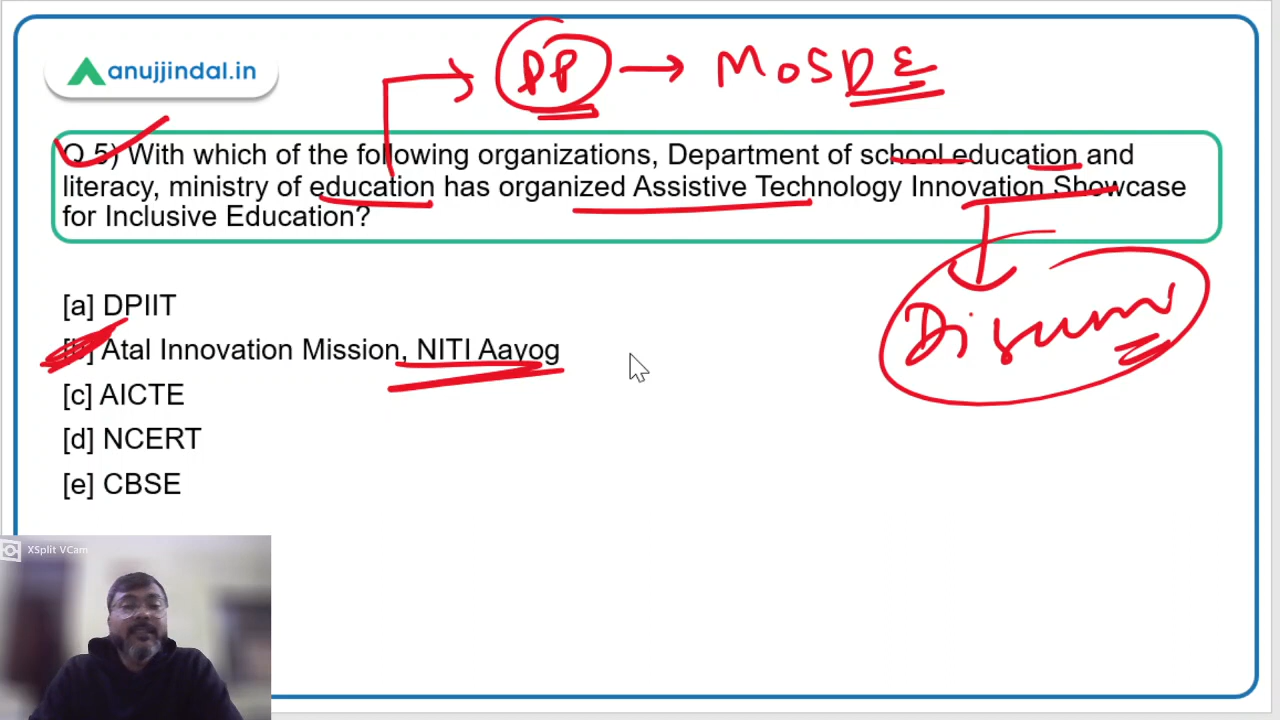 anujjindal.in
DP → MOSDE
Q 5) With which of the following organizations, Department of school education and
literacy, ministry of education has organized Assistive Technology Innovation Showcase
for Inclusive Education?
[a] DPIIT
[b] Atal Innovation Mission, NITI Aayog
[c] AICTE
[d] NCERT
[e] CBSE
XSplit VCam